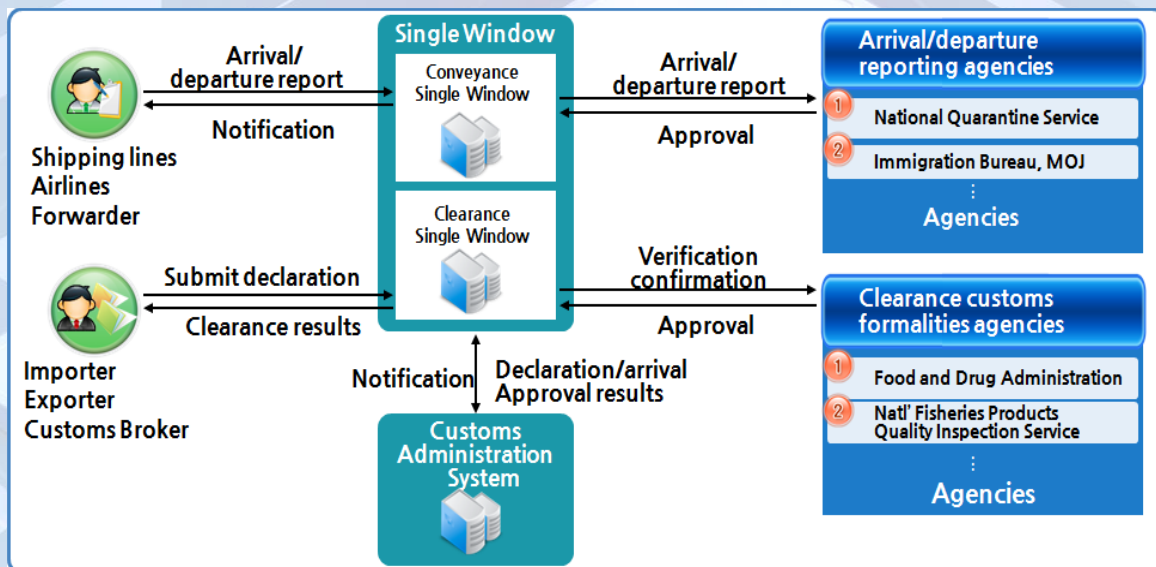 Single Window
Conveyance
Single Window
Clearance
Single Window
Arrival/
departure report
Notification
Shipping lines
Airlines
Forwarder
Submit declaration
Clearance results
Importer
Exporter
Customs Broker
Arrival/
departure report
Approval
Verification
confirmation
Approval
Notification
Declaration/arrival
Approval results
Customs
Administration
System
Arrival/departure
reporting agencies
1
National Quarantine Service
2
Immigration Bureau, MOJ
⋮
Agencies
Clearance customs
formalities agencies
1
Food and Drug Administration
2
Natl' Fisheries Products
Quality Inspection Service
⋮
Agencies